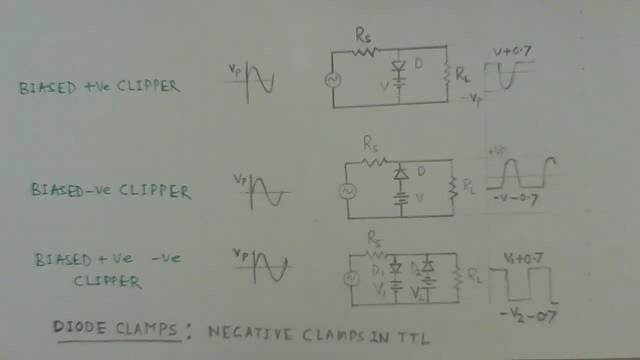 Rs
V+0.7
Vp
D
BIASED +Ve CLIPPER
V
RL
-Vp
Rs
+Vp
Vp
D
BIASED -Ve CLIPPER
V
RL
-V-0.7
Rs
BIASED +Ve -Ve
CLIPPER
Vp
D1
D2
V1
V2
RL
V1+0.7
-V2-0.7
DIODE CLAMPS: NEGATIVE CLAMPS IN TTL